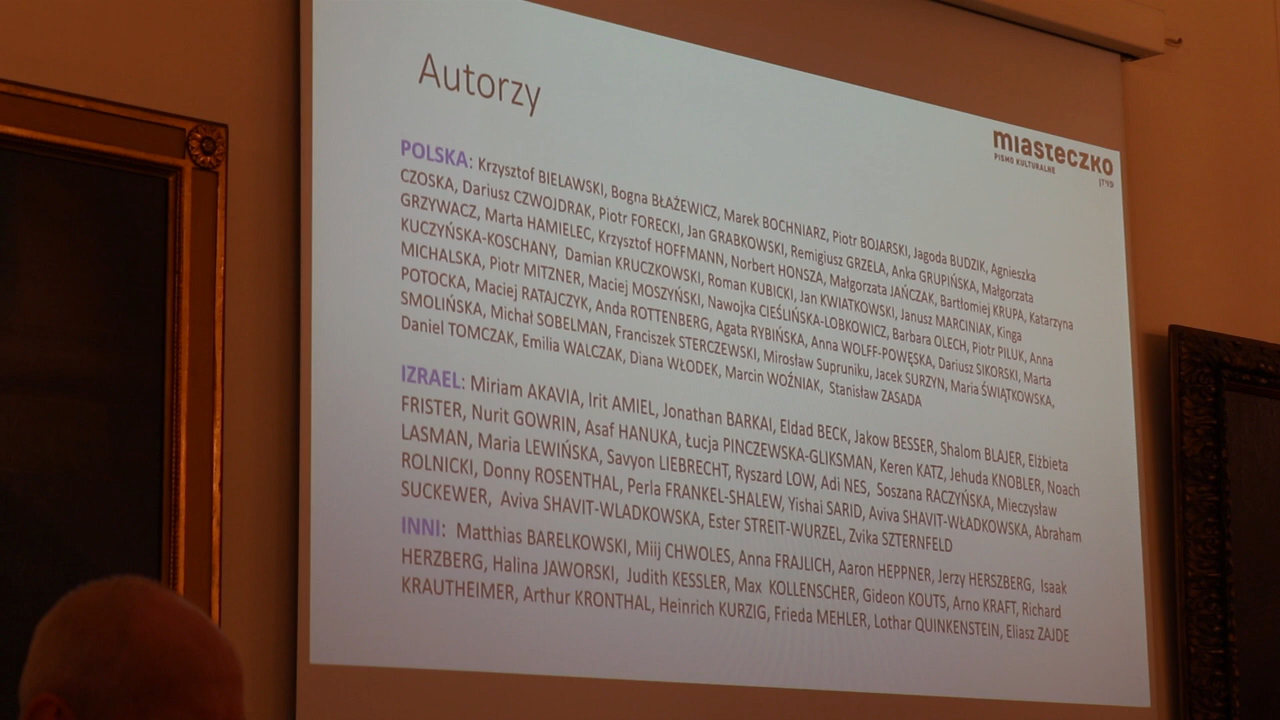 Autorzy
miasteczko
PISMO KULTURALNE
POLSKA: Krzysztof BIELAWSKI, Bogna BŁAŻEWICZ, Marek BOCHNIARZ, Piotr BOJARSKI, Jagoda BUDZIK, Agnieszka
CZOSKA, Dariusz CZWOJDRAK, Piotr FORECKI, Jan GRABKOWSKI, Remigiusz GRZELA, Anka GRUPIŃSKA, Małgorzata
GRZYWACZ, Marta HAMIELEC, Krzysztof HOFFMANN, Norbert HONSZA, Małgorzata JAŃCZAK, Bartłomiej KRUPA, Katarzyna
KUCZYŃSKA-KOSCHANY, Damian KRUCZKOWSKI, Roman KUBICKI, Jan KWIATKOWSKI, Janusz MARCINIAK, Kinga
MICHALSKA, Piotr MITZNER, Maciej MOSZYŃSKI, Nawojka CIEŚLIŃSKA-LOBKOWICZ, Barbara OLECH, Piotr PILUK, Anna
POTOCKA, Maciej RATAJCZYK, Anda ROTTENBERG, Agata RYBIŃSKA, Anna WOLFF-POWĘSKA, Dariusz SIKORSKI, Marta
SMOLIŃSKA, Michał SOBELMAN, Franciszek STERCZEWSKI, Mirosław Supruniku, Jacek SURZYN, Maria ŚWIĄTKOWSKA,
Daniel TOMCZAK, Emilia WALCZAK, Diana WŁODEK, Marcin WOŹNIAK, Stanisław ZASADA
IZRAEL: Miriam AKAVIA, Irit AMIEL, Jonathan BARKAI, Eldad BECK, Jakow BESSER, Shalom BLAJER, Elżbieta
FRISTER, Nurit GOWRIN, Asaf HANUKA, Łucja PINCZEWSKA-GLIKSMAN, Keren KATZ, Jehuda KNOBLER, Noach
LASMAN, Maria LEWIŃSKA, Savyon LIEBRECHT, Ryszard LOW, Adi NES, Soszana RACZYŃSKA, Mieczysław
ROLNICKI, Donny ROSENTHAL, Perla FRANKEL-SHALEW, Yishai SARID, Aviva SHAVIT-WŁADKOWSKA, Abraham
SUCKEWER, Aviva SHAVIT-WLADKOWSKA, Ester STREIT-WURZEL, Zvika SZTERNFELD
INNI: Matthias BARELKOWSKI, Miij CHWOLES, Anna FRAJLICH, Aaron HEPPNER, Jerzy HERSZBERG, Isaak
HERZBERG, Halina JAWORSKI, Judith KESSLER, Max KOLLENSCHER, Gideon KOUTS, Arno KRAFT, Richard
KRAUTHEIMER, Arthur KRONTHAL, Heinrich KURZIG, Frieda MEHLER, Lothar QUINKENSTEIN, Eliasz ZAJDE